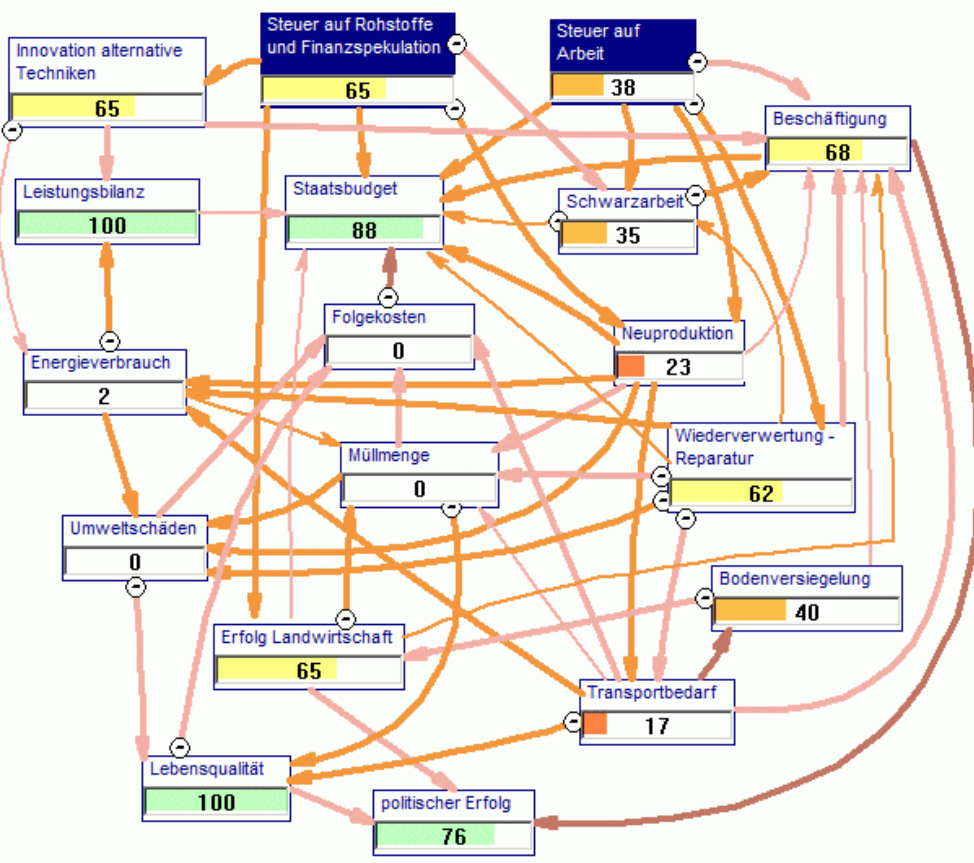 Steuer auf Rohstoffe
und Finanzspekulation
65
Steuer auf
Arbeit
38
Innovation alternative
Techniken
65
Beschäftigung
68
Leistungsbilanz
100
Staatsbudget
88
Schwarzarbeit
35
Folgekosten
0
Neuproduktion
23
Energieverbrauch
2
Müllmenge
0
Wiederverwertung -
Reparatur
62
Umweltschäden
0
Bodenversiegelung
40
Erfolg Landwirtschaft
65
Transportbedarf
17
Lebensqualität
100
politischer Erfolg
76